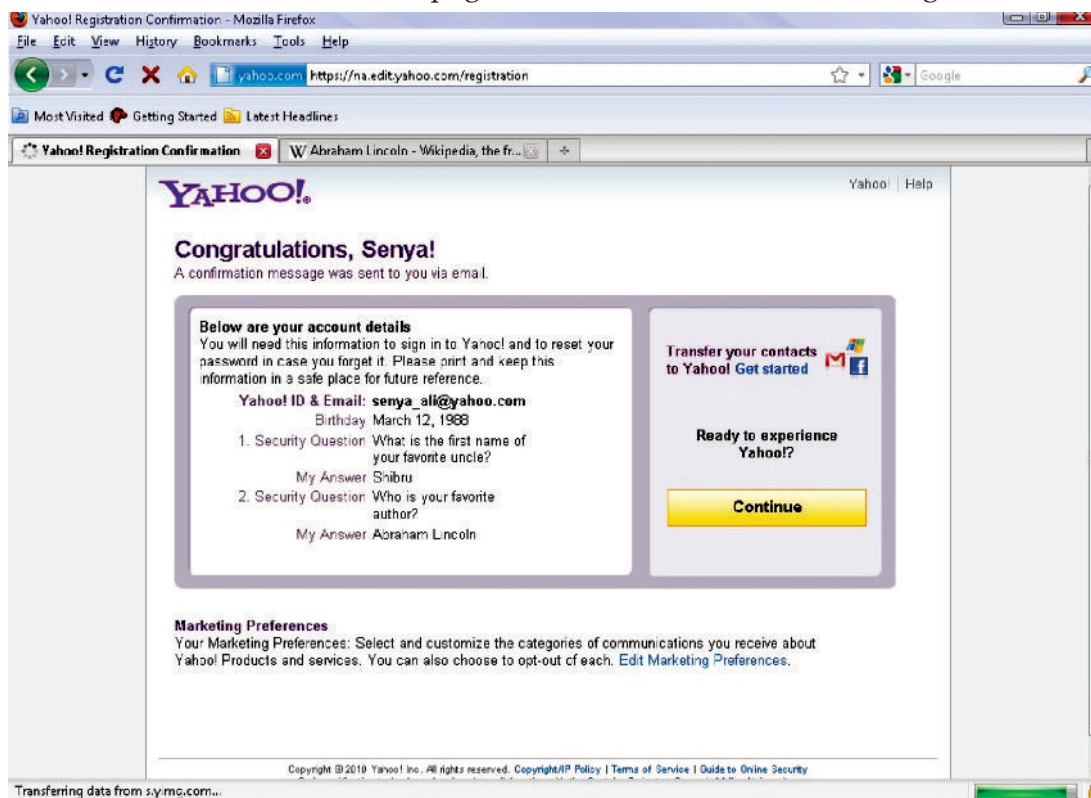 Yahoo! Registration Confirmation - Mozilla Firefox
File Edit View History Bookmarks Tools Help
yahoo.com https://na.edit.yahoo.com/registration
Google
Most Visited Getting Started Latest Headlines
Yahoo! Registration Confirmation W Abraham Lincoln - Wikipedia, the fr...
YAHOO!®
Yahoo! | Help
Congratulations, Senya!
A confirmation message was sent to you via email.
Below are your account details
You will need this information to sign in to Yahoo! and to reset your
password in case you forget it. Please print and keep this
information in a safe place for future reference.
Yahoo! ID & Email: senya_ali@yahoo.com
Birthday March 12, 1988
1. Security Question What is the first name of
your favorite uncle?
My Answer Shibru
2. Security Question Who is your favorite
author?
My Answer Abraham Lincoln
Transfer your contacts
to Yahoo! Get started
Ready to experience
Yahoo!?
Continue
Marketing Preferences
Your Marketing Preferences: Select and customize the categories of communications you receive about
Yahoo! Products and services. You can also choose to opt-out of each. Edit Marketing Preferences.
Copyright © 2010 Yahoo! Inc. All rights reserved. Copyright/IP Policy | Terms of Service | Guide to Online Security
Transferring data from s.yimg.com...